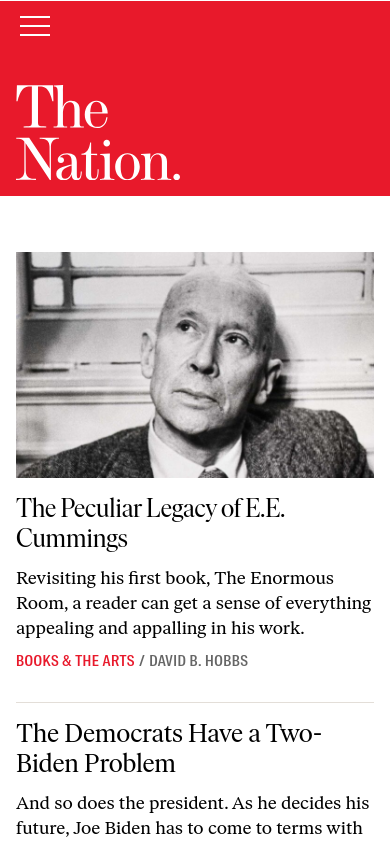 The
Nation.
The Peculiar Legacy of E.E.
Cummings
Revisiting his first book, The Enormous
Room, a reader can get a sense of everything
appealing and appalling in his work.
BOOKS & THE ARTS / DAVID B. HOBBS
The Democrats Have a Two-
Biden Problem
And so does the president. As he decides his
future, Joe Biden has to come to terms with